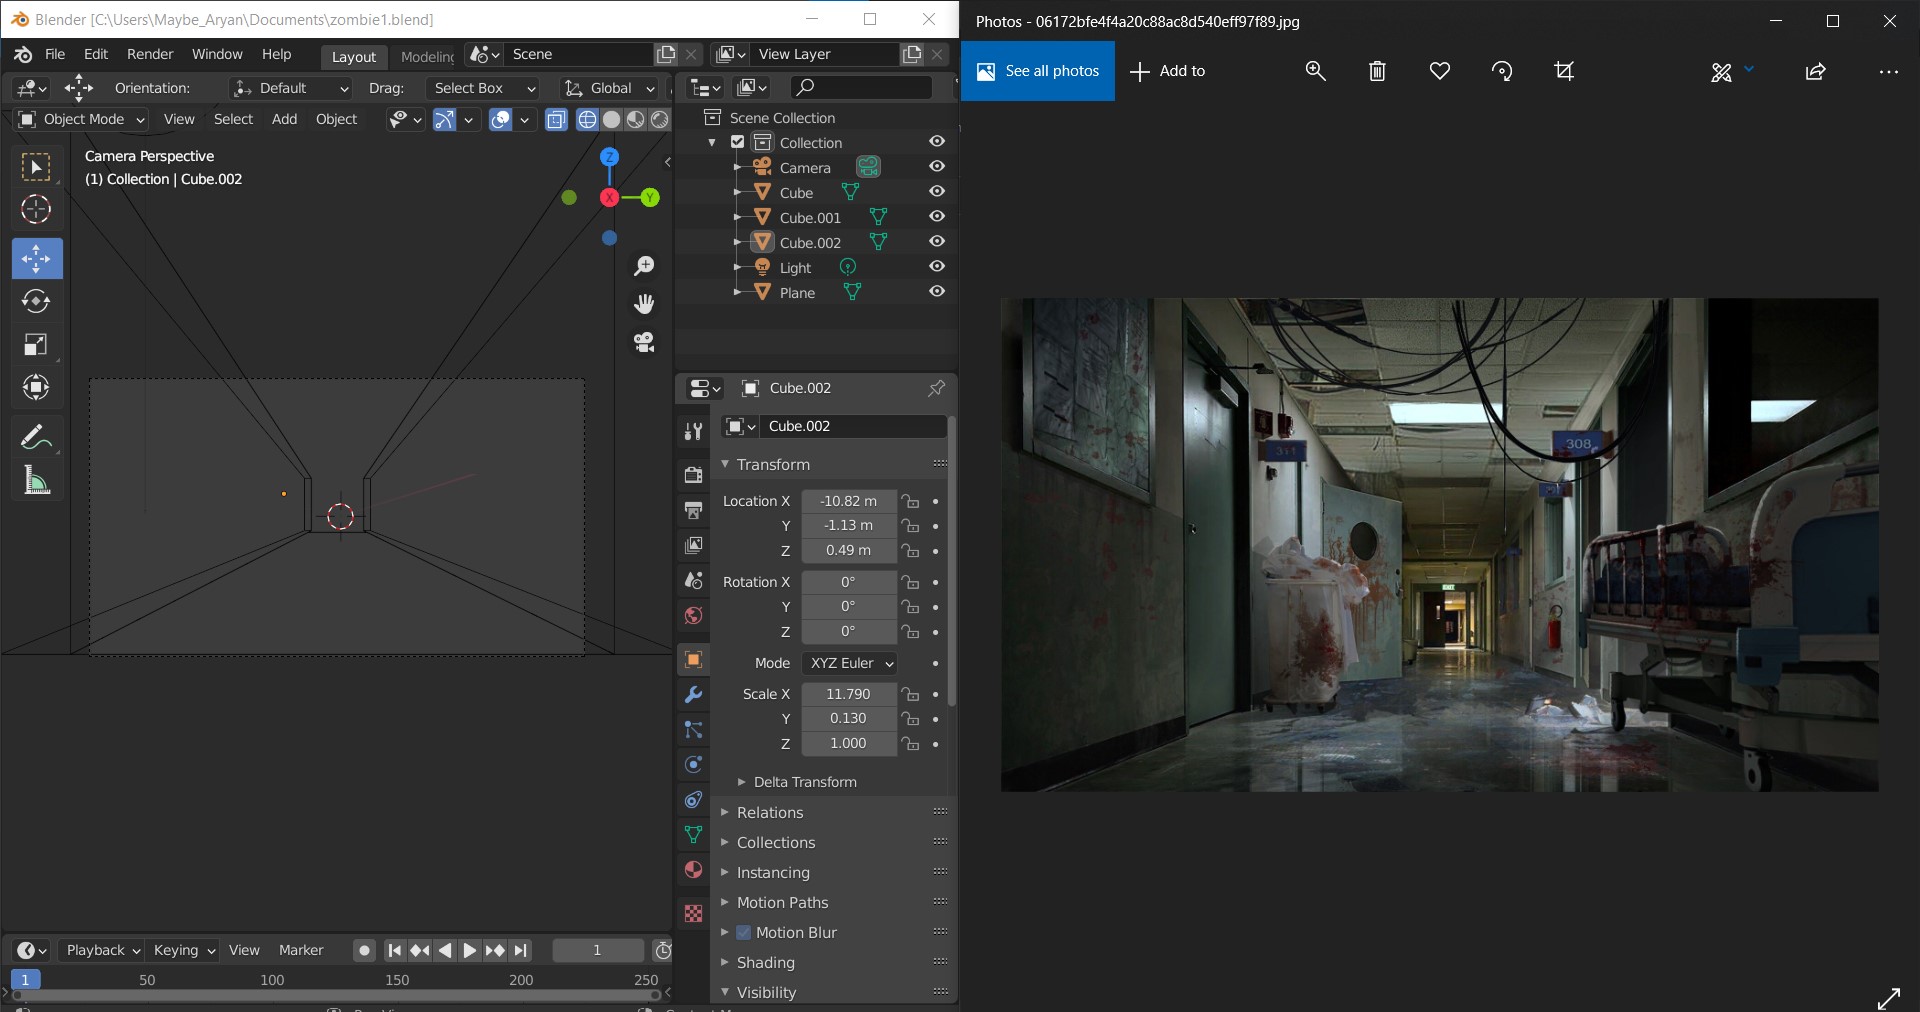 Blender [C:\Users\Maybe_Aryan\Documents\zombie1.blend]
File Edit Render Window Help Layout Modeling Scene View Layer
Orientation: Default Drag: Select Box Global
Object Mode View Select Add Object
Camera Perspective
(1) Collection | Cube.002
Z
X
Y
Scene Collection
Collection
Camera
Cube
Cube.001
Cube.002
Light
Plane
Cube.002
Cube.002
Transform
Location X -10.82 m
Y -1.13 m
Z 0.49 m
Rotation X 0°
Y 0°
Z 0°
Mode XYZ Euler
Scale X 11.790
Y 0.130
Z 1.000
Delta Transform
Relations
Collections
Instancing
Motion Paths
Motion Blur
Shading
Visibility
Playback Keying View Marker 1
1 50 100 150 200 250
Photos - 06172bfe4f4a20c88ac8d540eff97f89.jpg
See all photos Add to
308
311
EXIT